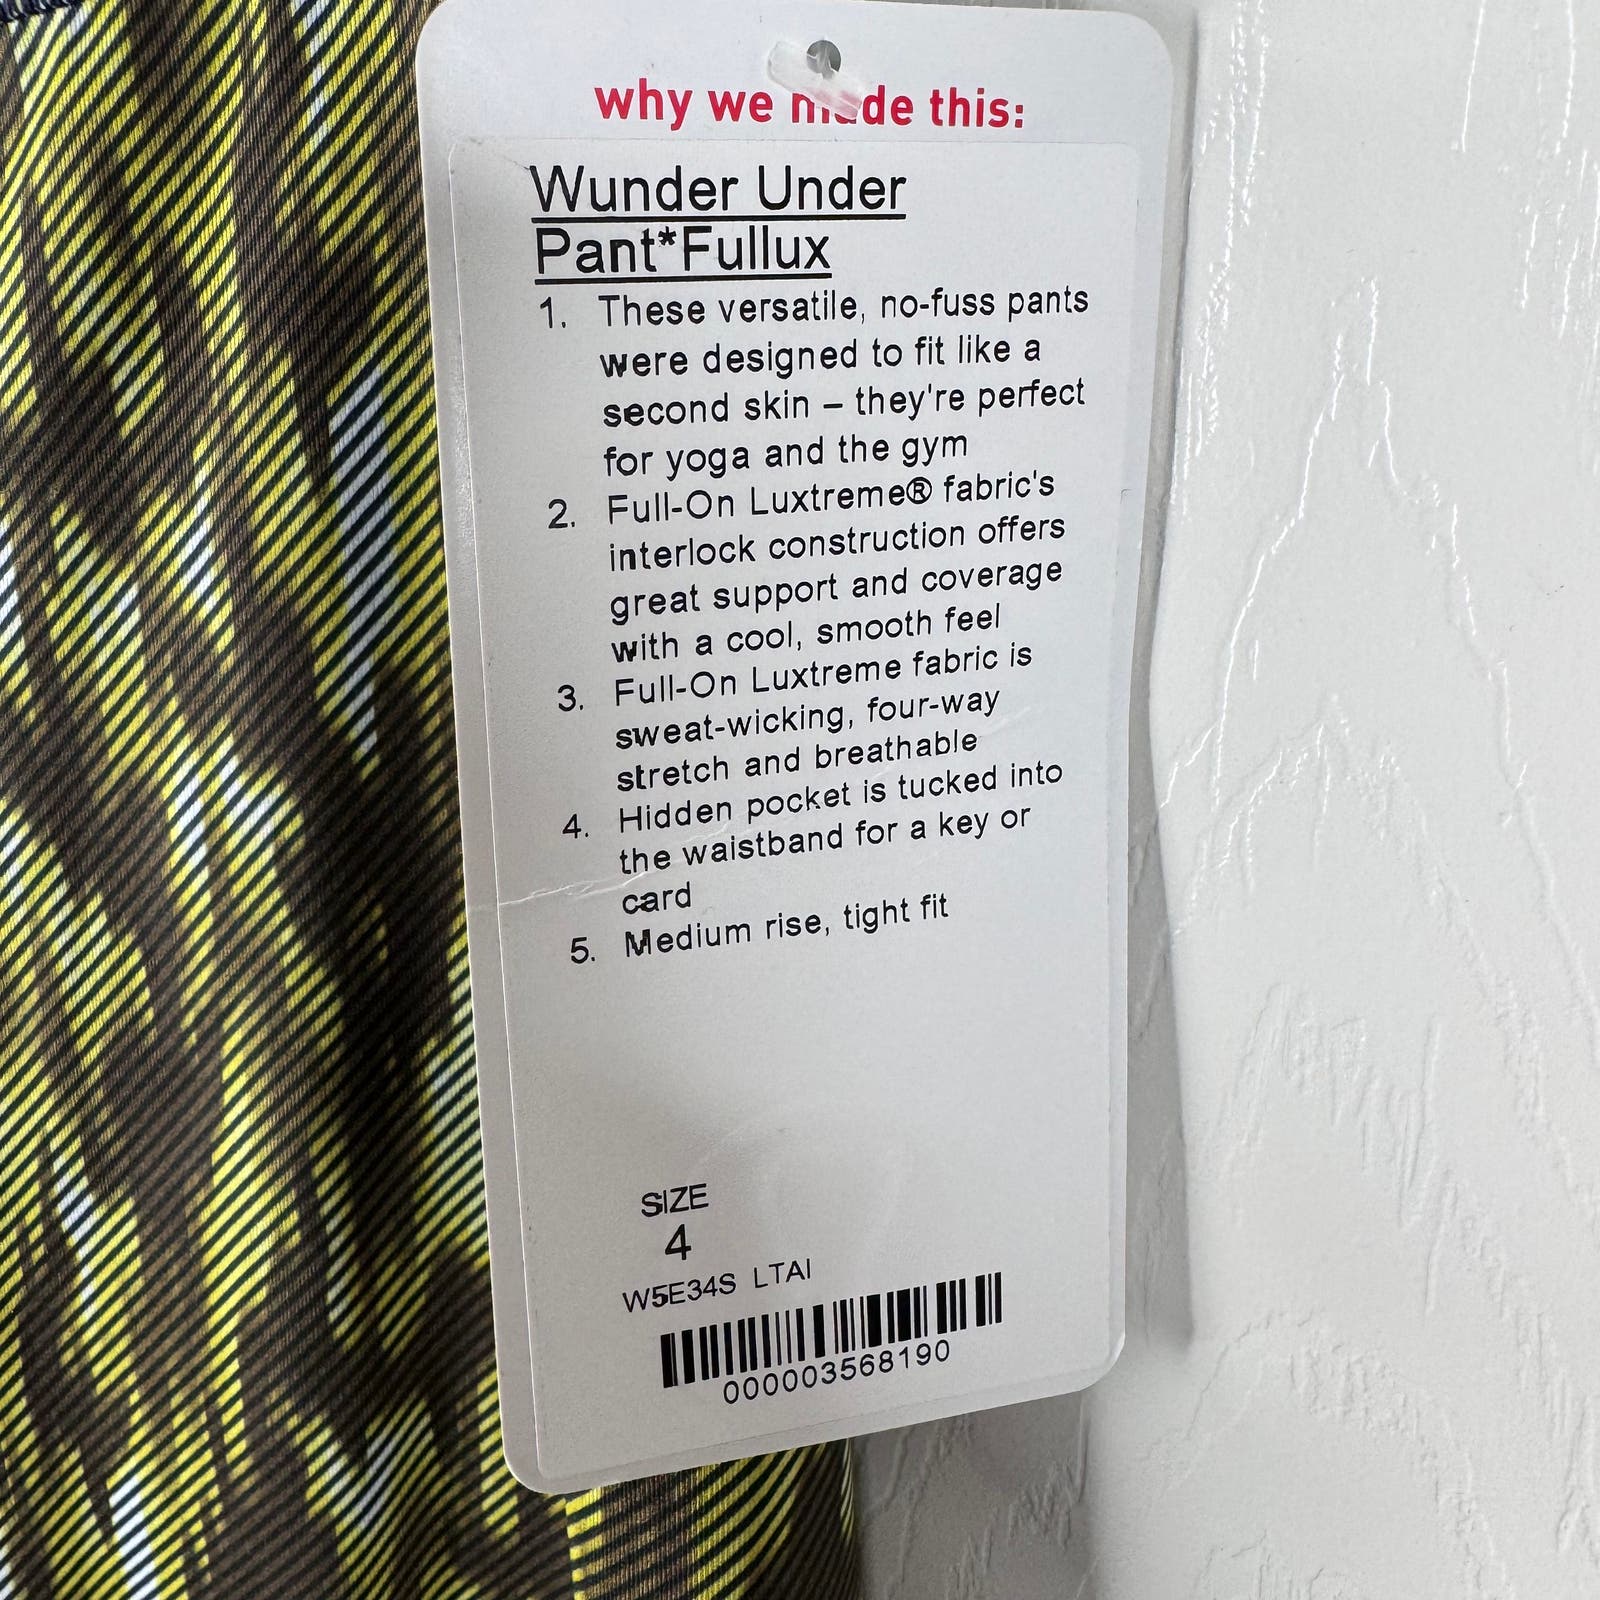 why we made this:
Wunder Under
Pant*Fullux
1. These versatile, no-fuss pants
were designed to fit like a
second skin – they're perfect
for yoga and the gym
2. Full-On Luxtreme® fabric's
interlock construction offers
great support and coverage
with a cool, smooth feel
3. Full-On Luxtreme fabric is
sweat-wicking, four-way
stretch and breathable
4. Hidden pocket is tucked into
the waistband for a key or
card
5. Medium rise, tight fit
SIZE
4
W5E34S LTAI
000003568190